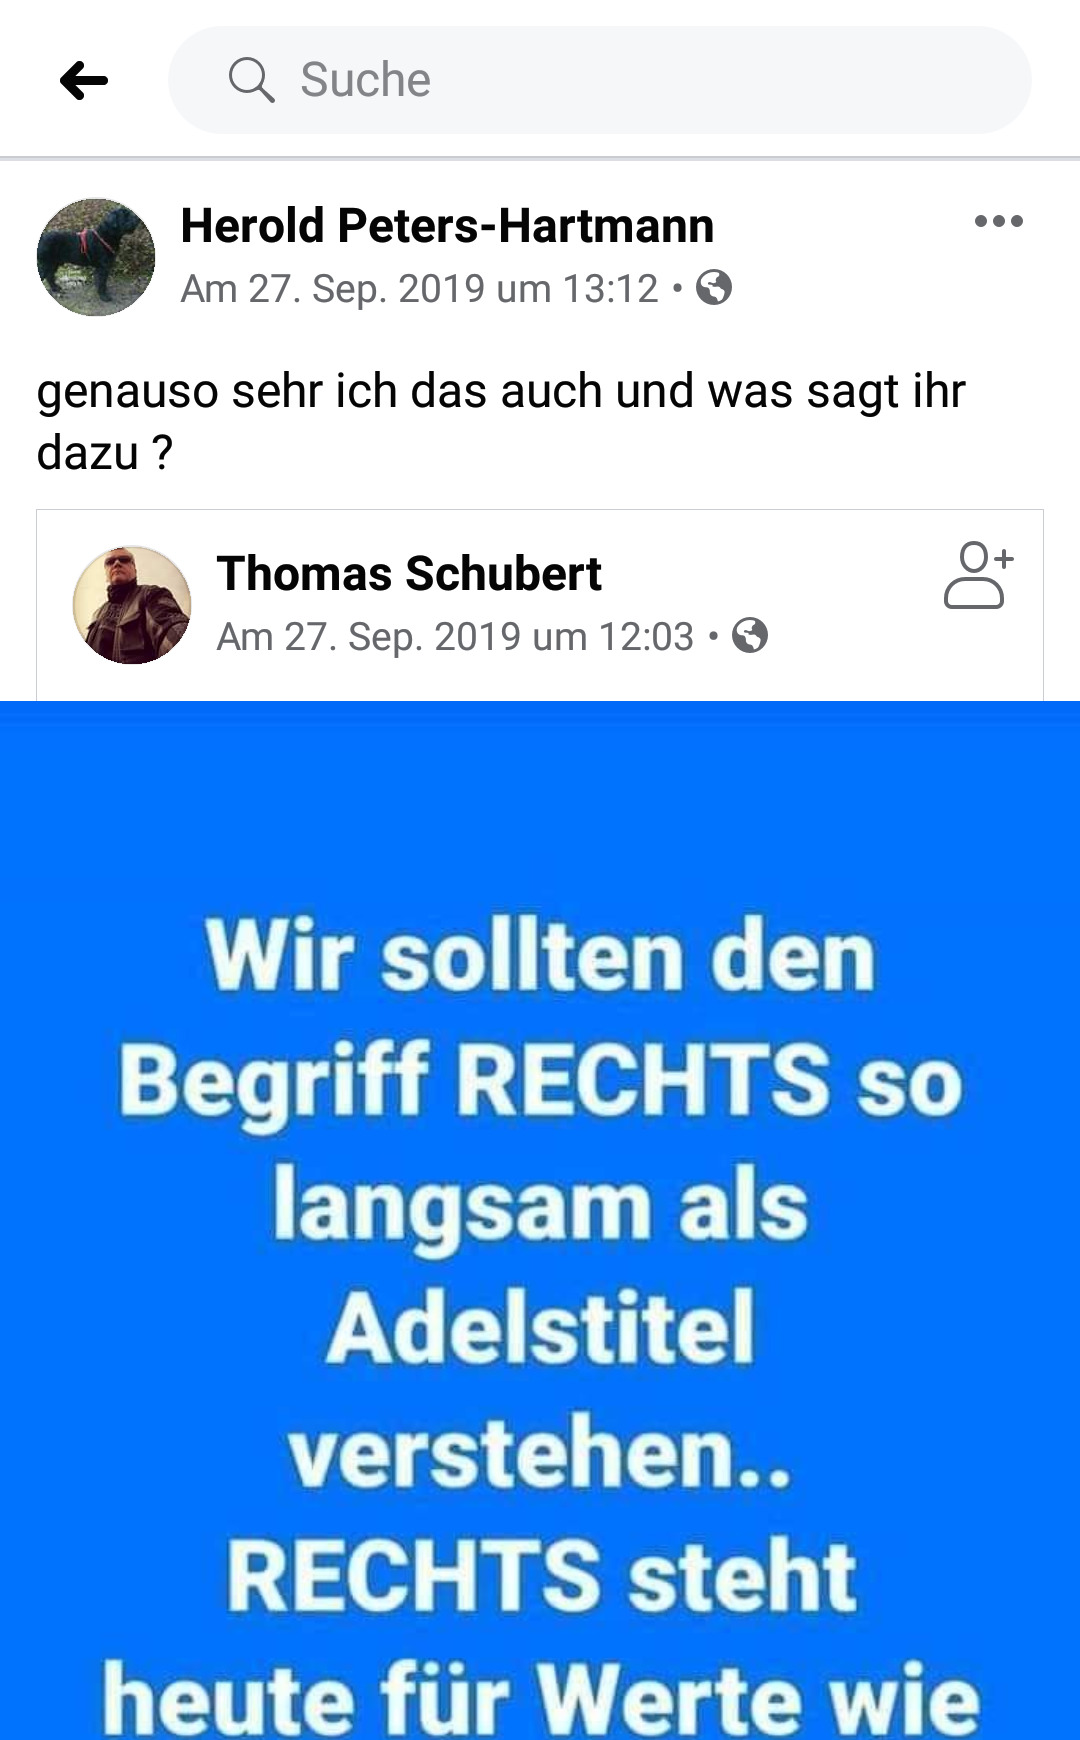 Suche
Herold Peters-Hartmann
Am 27. Sep. 2019 um 13:12 •
genauso sehr ich das auch und was sagt ihr
dazu ?
Thomas Schubert
Am 27. Sep. 2019 um 12:03 •
Wir sollten den
Begriff RECHTS so
langsam als
Adelstitel
verstehen..
RECHTS steht
heute für Werte wie